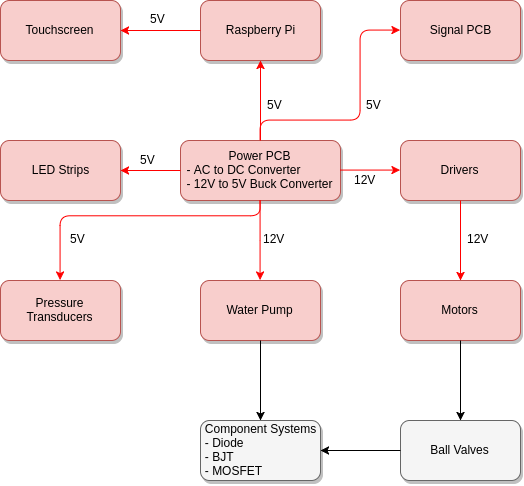 Touchscreen
5V
Raspberry Pi
Signal PCB
5V
5V
LED Strips
5V
Power PCB
- AC to DC Converter
- 12V to 5V Buck Converter
12V
Drivers
5V
12V
12V
Pressure
Transducers
Water Pump
Motors
Component Systems
- Diode
- BJT
- MOSFET
Ball Valves